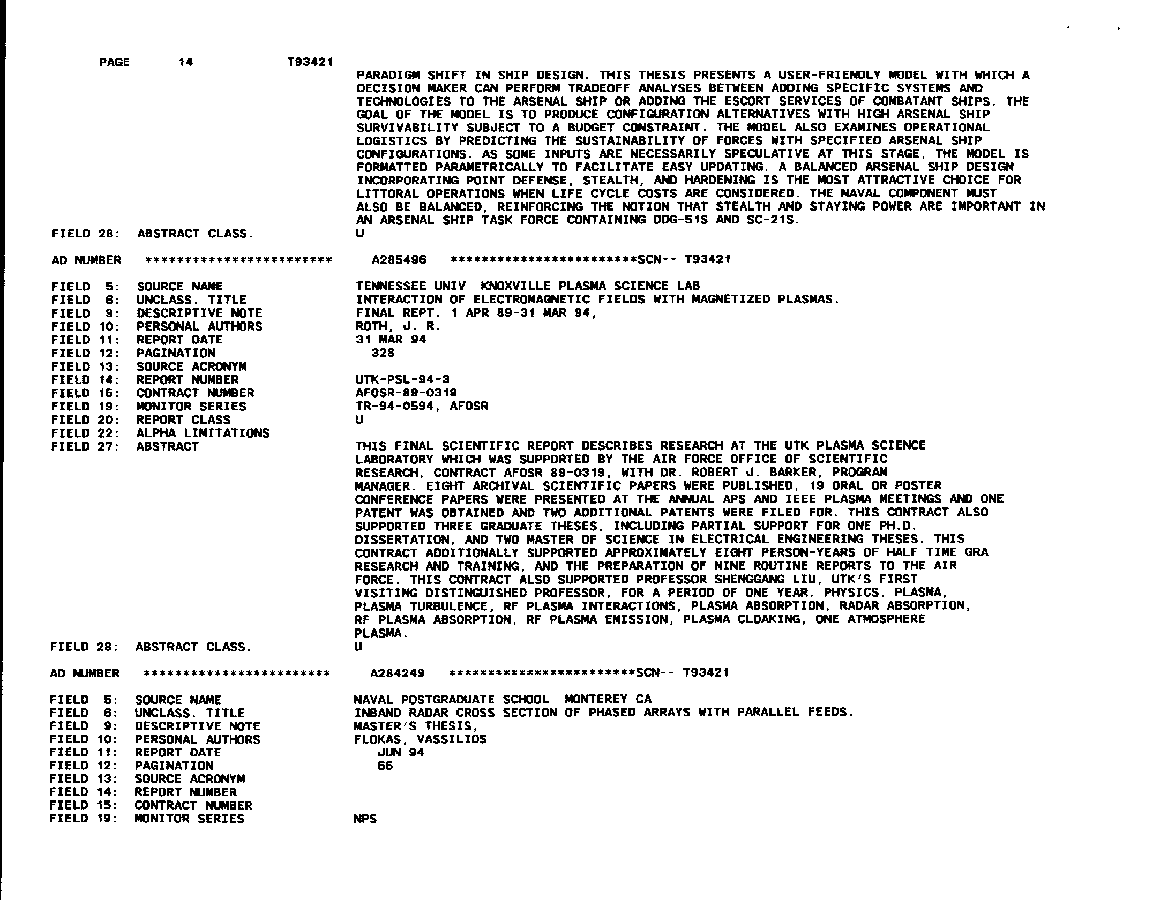 PAGE 14 T93421
PARADIGM SHIFT IN SHIP DESIGN. THIS THESIS PRESENTS A USER-FRIENDLY MODEL WITH WHICH A
DECISION MAKER CAN PERFORM TRADEOFF ANALYSES BETWEEN ADDING SPECIFIC SYSTEMS AND
TECHNOLOGIES TO THE ARSENAL SHIP OR ADDING THE ESCORT SERVICES OF COMBATANT SHIPS. THE
GOAL OF THE MODEL IS TO PRODUCE CONFIGURATION ALTERNATIVES WITH HIGH ARSENAL SHIP
SURVIVABILITY SUBJECT TO A BUDGET CONSTRAINT. THE MODEL ALSO EXAMINES OPERATIONAL
LOGISTICS BY PREDICTING THE SUSTAINABILITY OF FORCES WITH SPECIFIED ARSENAL SHIP
CONFIGURATIONS. AS SOME INPUTS ARE NECESSARILY SPECULATIVE AT THIS STAGE, THE MODEL IS
FORMATTED PARAMETRICALLY TO FACILITATE EASY UPDATING. A BALANCED ARSENAL SHIP DESIGN
INCORPORATING POINT DEFENSE, STEALTH, AND HARDENING IS THE MOST ATTRACTIVE CHOICE FOR
LITTORAL OPERATIONS WHEN LIFE CYCLE COSTS ARE CONSIDERED. THE NAVAL COMPONENT MUST
ALSO BE BALANCED, REINFORCING THE NOTION THAT STEALTH AND STAYING POWER ARE IMPORTANT IN
AN ARSENAL SHIP TASK FORCE CONTAINING DDG-51S AND SC-21S.
FIELD 28: ABSTRACT CLASS. U
AD NUMBER ************************ A285496 ************************SCN-- T93421
FIELD 5: SOURCE NAME TENNESSEE UNIV KNOXVILLE PLASMA SCIENCE LAB
FIELD 6: UNCLASS. TITLE INTERACTION OF ELECTROMAGNETIC FIELDS WITH MAGNETIZED PLASMAS.
FIELD 9: DESCRIPTIVE NOTE FINAL REPT. 1 APR 89-31 MAR 94,
FIELD 10: PERSONAL AUTHORS ROTH, J. R.
FIELD 11: REPORT DATE 31 MAR 94
FIELD 12: PAGINATION 328
FIELD 13: SOURCE ACRONYM
FIELD 14: REPORT NUMBER UTK-PSL-94-3
FIELD 15: CONTRACT NUMBER AFOSR-89-0319
FIELD 19: MONITOR SERIES TR-94-0594, AFOSR
FIELD 20: REPORT CLASS U
FIELD 22: ALPHA LIMITATIONS
FIELD 27: ABSTRACT THIS FINAL SCIENTIFIC REPORT DESCRIBES RESEARCH AT THE UTK PLASMA SCIENCE
LABORATORY WHICH WAS SUPPORTED BY THE AIR FORCE OFFICE OF SCIENTIFIC
RESEARCH, CONTRACT AFOSR 89-0319, WITH DR. ROBERT J. BARKER, PROGRAM
MANAGER. EIGHT ARCHIVAL SCIENTIFIC PAPERS WERE PUBLISHED, 19 ORAL OR POSTER
CONFERENCE PAPERS WERE PRESENTED AT THE ANNUAL APS AND IEEE PLASMA MEETINGS AND ONE
PATENT WAS OBTAINED AND TWO ADDITIONAL PATENTS WERE FILED FOR. THIS CONTRACT ALSO
SUPPORTED THREE GRADUATE THESES, INCLUDING PARTIAL SUPPORT FOR ONE PH.D.
DISSERTATION, AND TWO MASTER OF SCIENCE IN ELECTRICAL ENGINEERING THESES. THIS
CONTRACT ADDITIONALLY SUPPORTED APPROXIMATELY EIGHT PERSON-YEARS OF HALF TIME GRA
RESEARCH AND TRAINING, AND THE PREPARATION OF NINE ROUTINE REPORTS TO THE AIR
FORCE. THIS CONTRACT ALSO SUPPORTED PROFESSOR SHENGGANG LIU, UTK'S FIRST
VISITING DISTINGUISHED PROFESSOR, FOR A PERIOD OF ONE YEAR. PHYSICS, PLASMA,
PLASMA TURBULENCE, RF PLASMA INTERACTIONS, PLASMA ABSORPTION, RADAR ABSORPTION,
RF PLASMA ABSORPTION, RF PLASMA EMISSION, PLASMA CLOAKING, ONE ATMOSPHERE
PLASMA.
FIELD 28: ABSTRACT CLASS. U
AD NUMBER ************************ A284249 ************************SCN-- T93421
FIELD 5: SOURCE NAME NAVAL POSTGRADUATE SCHOOL MONTEREY CA
FIELD 6: UNCLASS. TITLE INBAND RADAR CROSS SECTION OF PHASED ARRAYS WITH PARALLEL FEEDS.
FIELD 9: DESCRIPTIVE NOTE MASTER'S THESIS,
FIELD 10: PERSONAL AUTHORS FLOKAS, VASSILIOS
FIELD 11: REPORT DATE JUN 94
FIELD 12: PAGINATION 66
FIELD 13: SOURCE ACRONYM
FIELD 14: REPORT NUMBER
FIELD 15: CONTRACT NUMBER
FIELD 19: MONITOR SERIES NPS